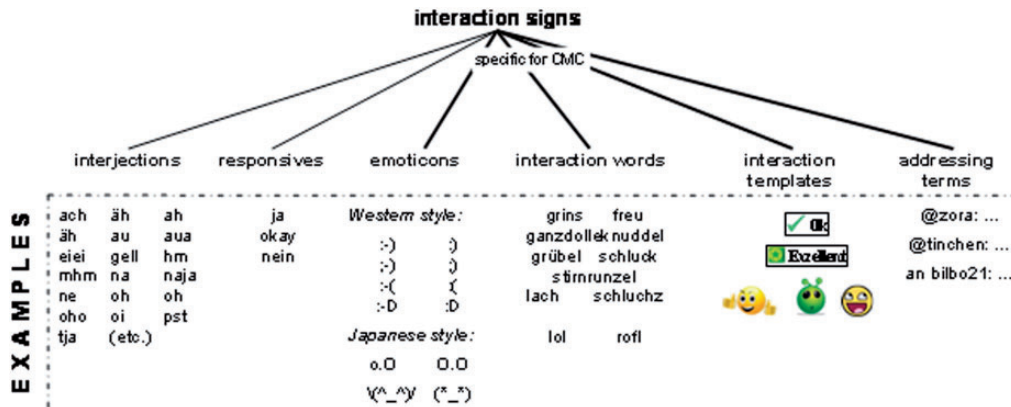 interaction signs
specific for CMC
interjections responsives emoticons interaction words interaction templates addressing terms
EXAMPLES
ach äh ah
äh au aua
eiei gell hm
mhm na naja
ne oh oh
oho oi pst
tja (etc.)
ja
okay
nein
Western style:
:-) :)
;-) ;)
:-( :(
:-D :D
Japanese style:
o.O O.O
\(^_^)/ (*_*)
grins freu
ganzdollknuddel
grübel schluck
stirnrunzel
lach schluchz
lol rofl
Ok
Exzellent
@zora: ...
@tinchen: ...
an bilbo21: ...